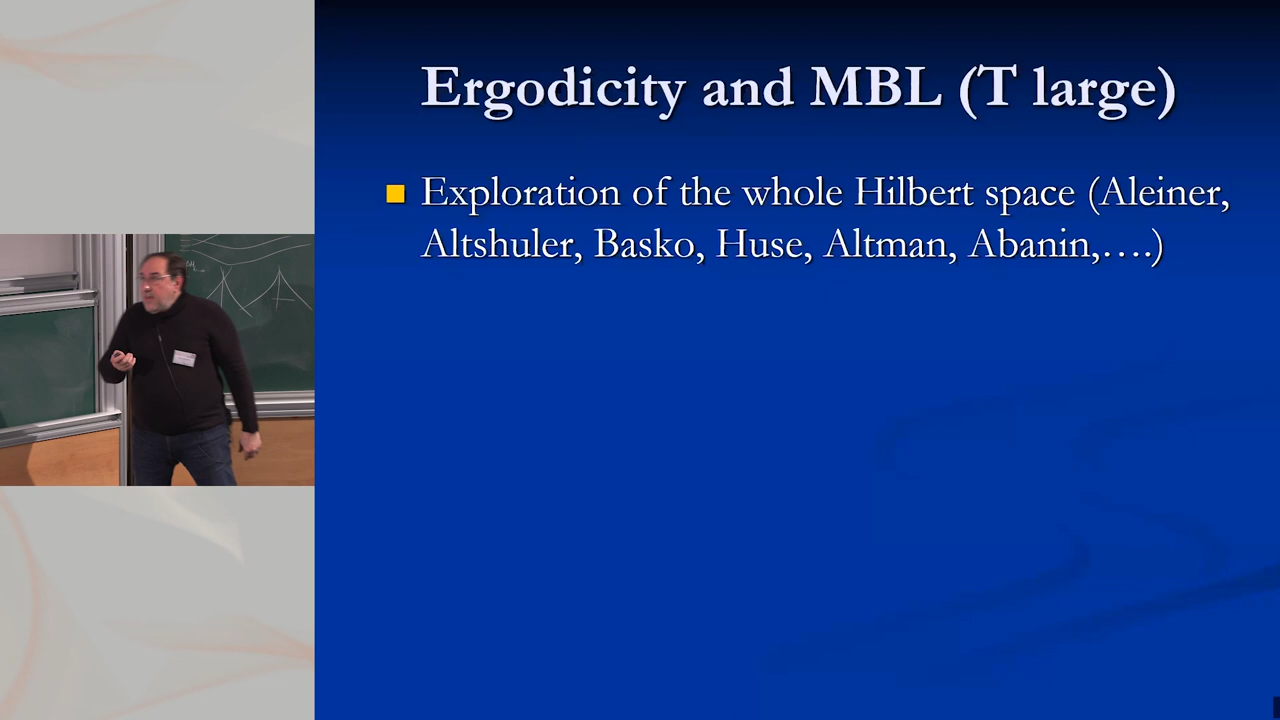 Ergodicity and MBL (T large)
Exploration of the whole Hilbert space (Aleiner,
Altshuler, Basko, Huse, Altman, Abanin,….)